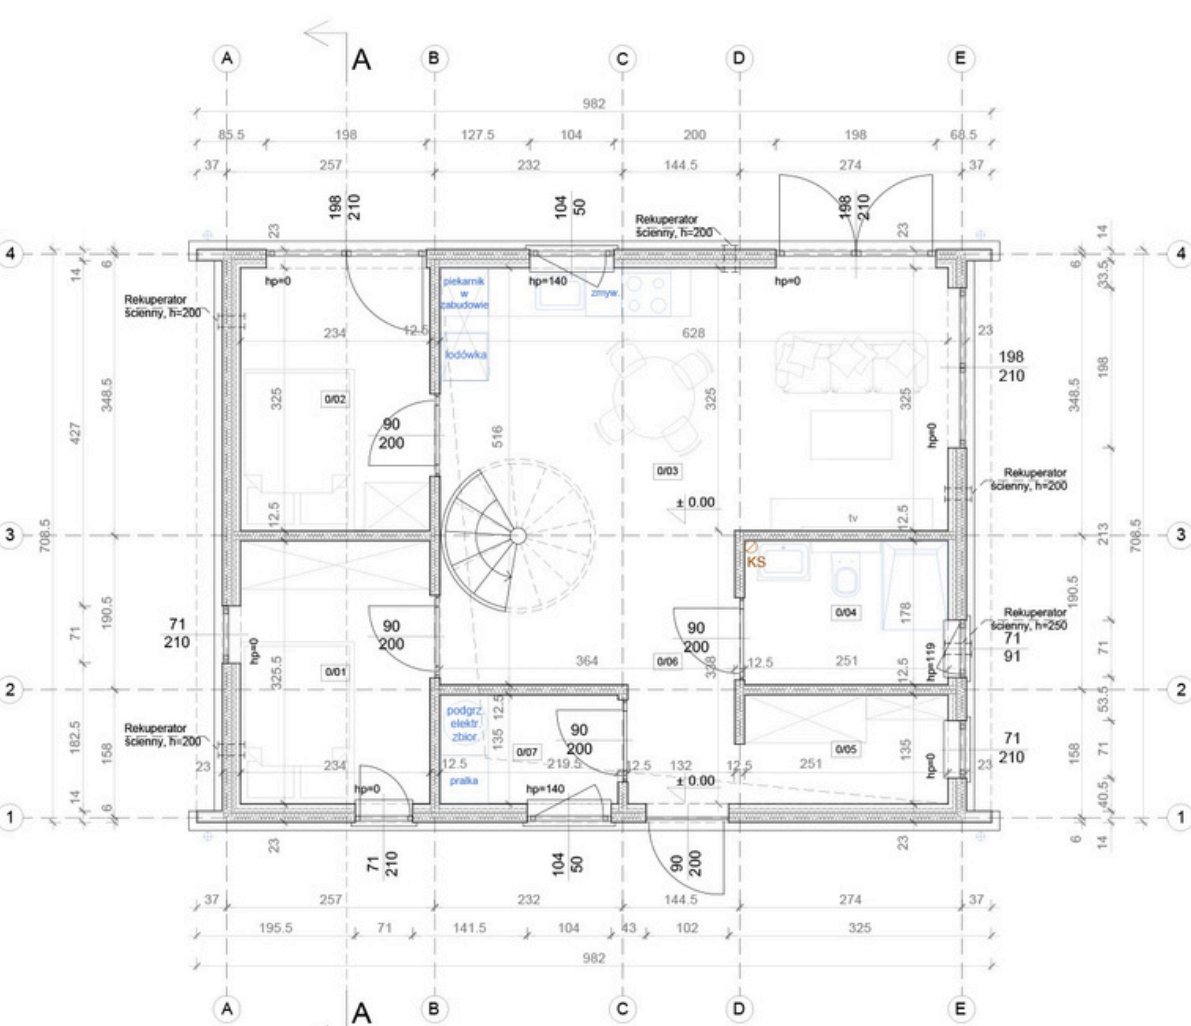 A A B C D E
982
85.5 198 127.5 104 200 198 68.5
37 257 232 144.5 274 37
198
210
104
50
Rekuperator
ścienny, h=200
198
210
23 23
4 4
14 6 6 33.5 14
hp=0 hp=140 hp=0
piekarnik
w
zabudowie
zmyw.
Rekuperator
ścienny, h=200
234 12.5 628 23
lodówka
198
210
325 0/02 325 325
348.5 427 348.5 198
90
200
516
hp=0
0/03
Rekuperator
ścienny, h=200
± 0.00
12.5 tv 12.5
3 3
708.5 213 708.5
KS
190.5 71 190.5 71
71
210
hp=0
90
200
90
200
0/04 178
Rekuperator
ścienny, h=250
71
91
hp=119
325.5 0/01 364 0/06 338 12.5 251 12.5
2 2
53.5
podgrz.
elektr.
zbior.
12.5
135
90
200
0/07
0/05 135
hp=0
71
210
182.5 158 158 71
Rekuperator
ścienny, h=200
23 234 12.5 219.5 12.5 132 12.5 251 23
pralka
hp=0 hp=140 ± 0.00
14 6 40.5
1 1
6 14
23 23
71
210
104
50
90
200
37 257 232 144.5 274 37
195.5 71 141.5 104 43 102 325
982
A A B C D E